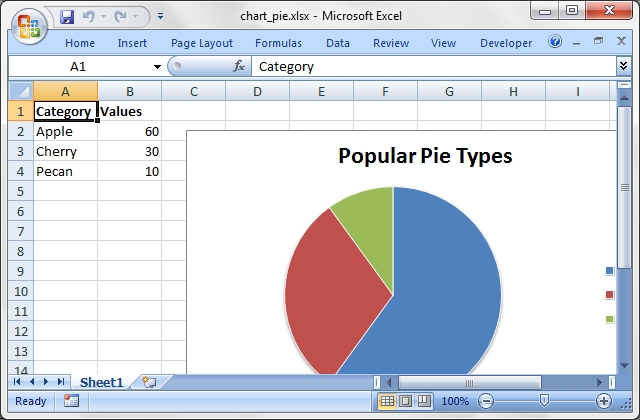 chart_pie.xlsx - Microsoft Excel
Home Insert Page Layout Formulas Data Review View Developer
A1 fx Category
A B C D E F G H I
1 Category Values
2 Apple 60
3 Cherry 30
4 Pecan 10
Popular Pie Types
5
6
7
8
9
10
11
12
13
14
Sheet1
Ready 100%